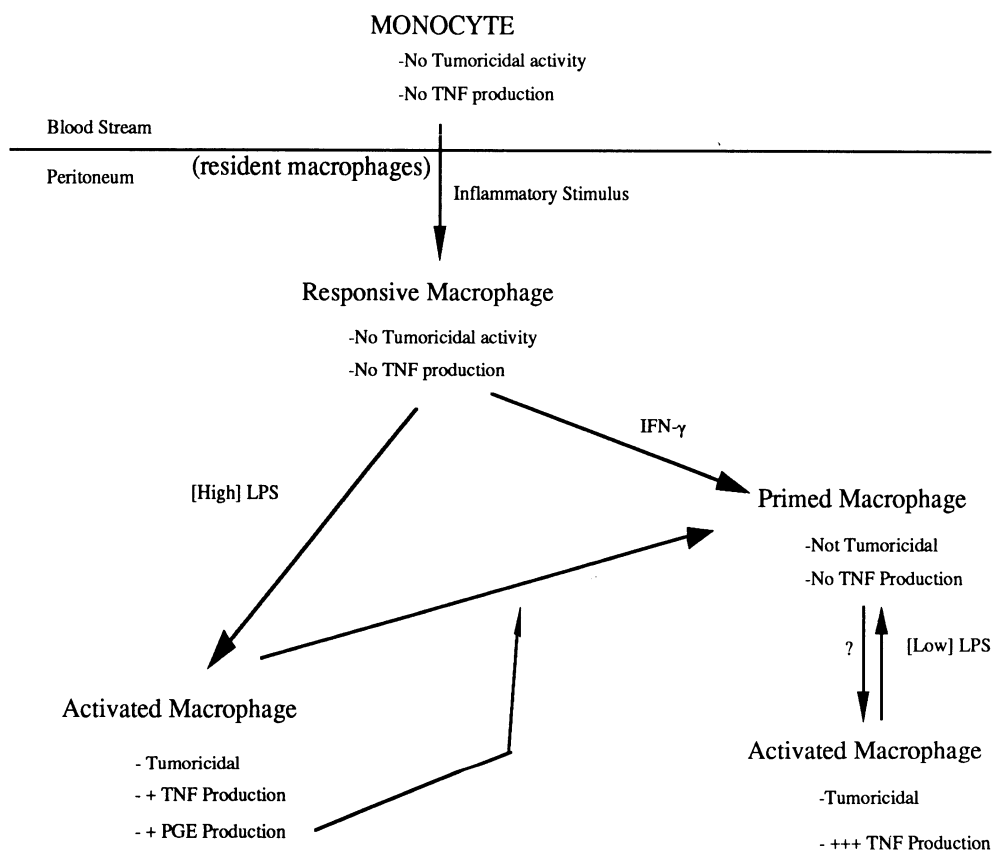 MONOCYTE
-No Tumoricidal activity
-No TNF production
Blood Stream
(resident macrophages)
Peritoneum
Inflammatory Stimulus
Responsive Macrophage
-No Tumoricidal activity
-No TNF production
IFN-γ
[High] LPS
Primed Macrophage
-Not Tumoricidal
-No TNF Production
?
[Low] LPS
Activated Macrophage
- Tumoricidal
- + TNF Production
- + PGE Production
Activated Macrophage
-Tumoricidal
- +++ TNF Production